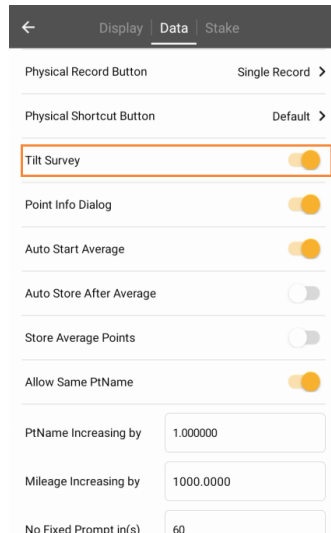 Display | Data | Stake
Physical Record Button Single Record
Physical Shortcut Button Default
Tilt Survey
Point Info Dialog
Auto Start Average
Auto Store After Average
Store Average Points
Allow Same PtName
PtName Increasing by 1.000000
Mileage Increasing by 1000.0000
No Fixed Prompt in(s) 60